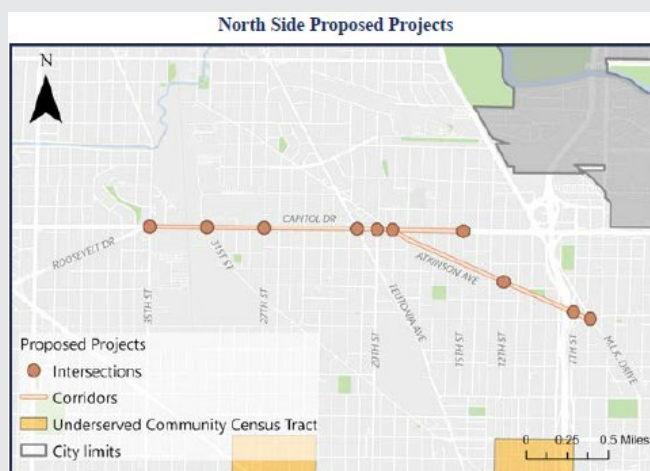 North Side Proposed Projects
N
CAPITOL DR
ROOSEVELT DR
31ST ST
ATKINSON AVE
35TH ST
27TH ST
TEUTONIA AVE
20TH ST
15TH ST
12TH ST
7TH ST
M.L.K. DRIVE
Proposed Projects
Intersections
Corridors
Underserved Community Census Tract
City limits
0 0.25 0.5 Miles